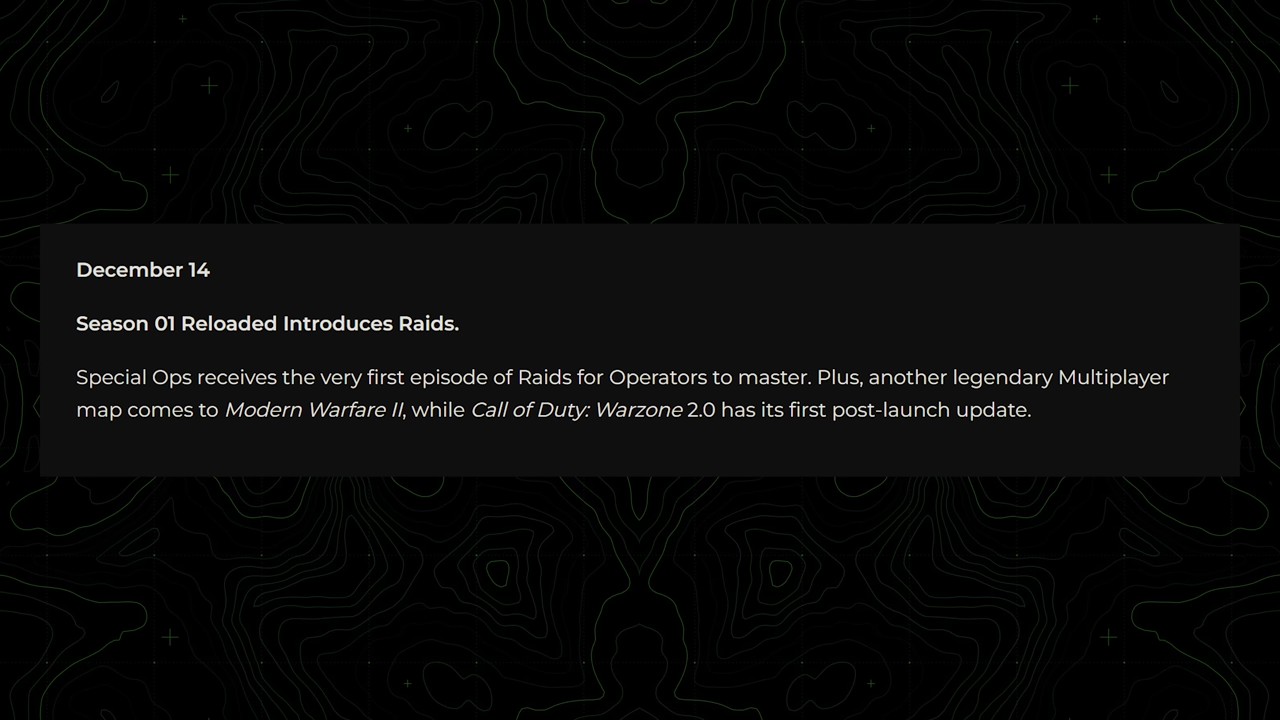 December 14
Season 01 Reloaded Introduces Raids.
Special Ops receives the very first episode of Raids for Operators to master. Plus, another legendary Multiplayer
map comes to Modern Warfare II, while Call of Duty: Warzone 2.0 has its first post-launch update.